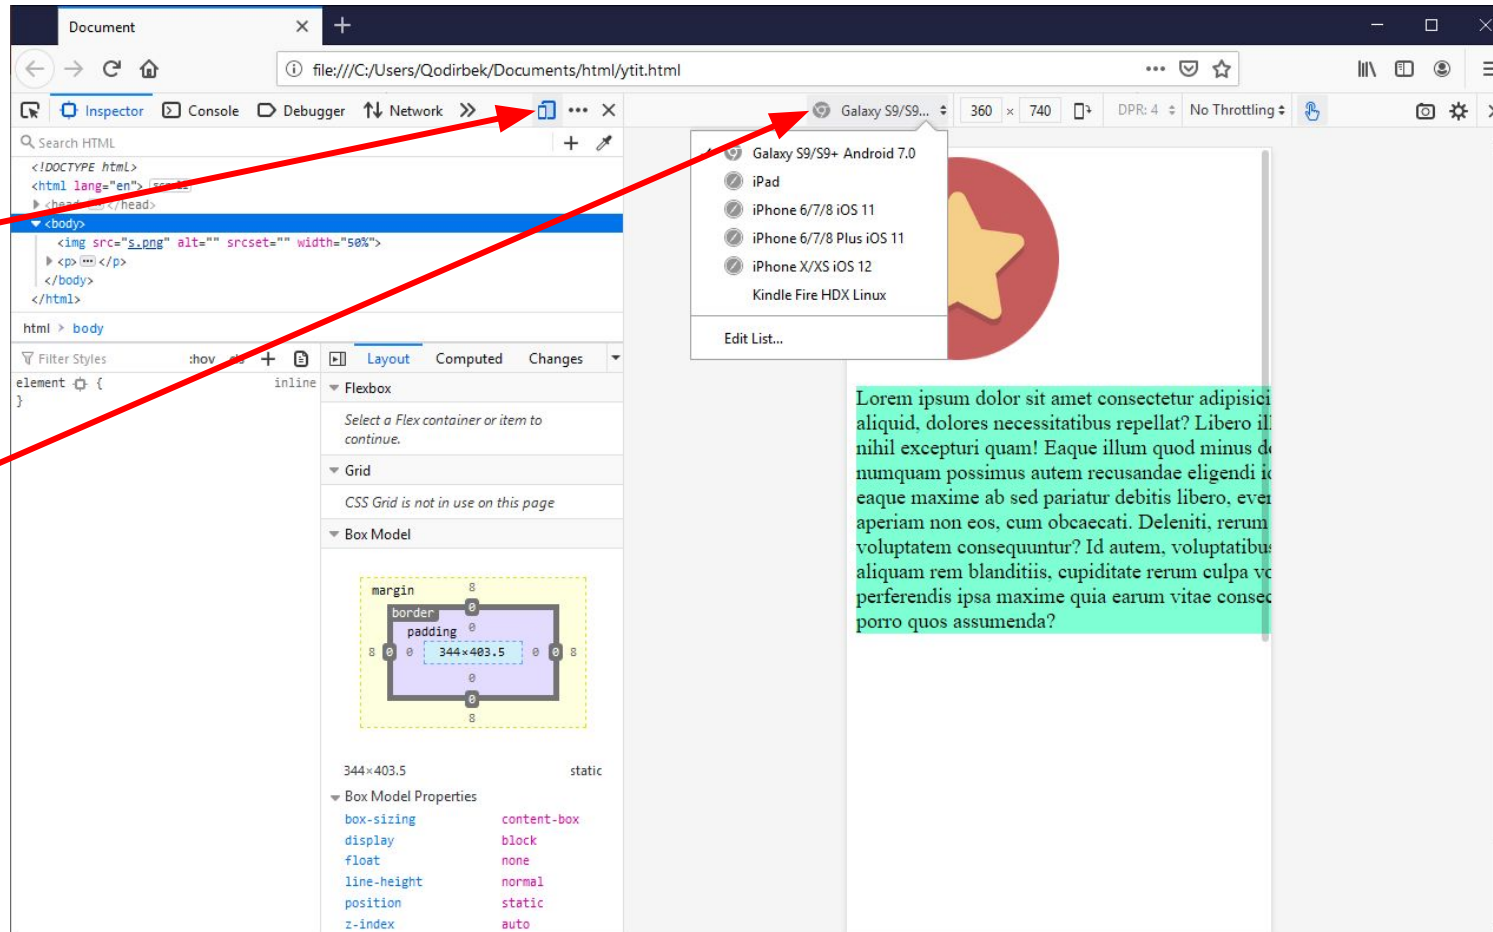 Document
file:///C:/Users/Qodirbek/Documents/html/ytit.html
Inspector Console Debugger Network
Galaxy S9/S9... 360 × 740 DPR: 4 No Throttling
Search HTML
<!DOCTYPE html>
<html lang="en">
</head>
<body>
<img src="s.png" alt="" srcset="" width="50%">
<p> </p>
</body>
</html>
html > body
Galaxy S9/S9+ Android 7.0
iPad
iPhone 6/7/8 iOS 11
iPhone 6/7/8 Plus iOS 11
iPhone X/XS iOS 12
Kindle Fire HDX Linux
Edit List...
Filter Styles :hov
element { inline
}
Layout Computed Changes
Flexbox
Select a Flex container or item to
continue.
Grid
CSS Grid is not in use on this page
Box Model
margin 8
border 0
padding 0
8 0 0 344×403.5 0 0 8
0
0
8
344×403.5 static
Box Model Properties
box-sizing content-box
display block
float none
line-height normal
position static
z-index auto
Lorem ipsum dolor sit amet consectetur adipisici
aliquid, dolores necessitatibus repellat? Libero il
nihil excepturi quam! Eaque illum quod minus d
numquam possimus autem recusandae eligendi i
eaque maxime ab sed pariatur debitis libero, ever
aperiam non eos, cum obcaecati. Deleniti, rerum
voluptatem consequuntur? Id autem, voluptatibus
aliquam rem blanditiis, cupiditate rerum culpa vo
perferendis ipsa maxime quia earum vitae consec
porro quos assumenda?